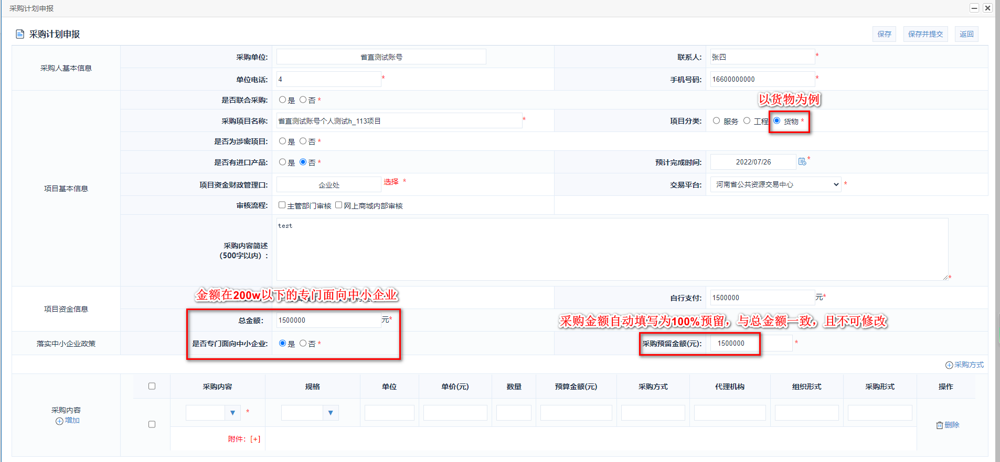 采购计划申报
采购计划申报
保存 保存并提交 返回
采购人基本信息
采购单位: 省直测试账号
联系人: 张四 *
单位电话: 4 *
手机号码: 16600000000 *
以货物为例
项目基本信息
是否联合采购: 是 否 *
采购项目名称: 省直测试账号个人测试h_113项目 *
项目分类: 服务 工程 货物 *
是否为涉密项目: 是 否 *
是否有进口产品: 是 否 *
预计完成时间: 2022/07/26 *
项目资金财政管理口: 企业处 选择 *
交易平台: 河南省公共资源交易中心 *
审核流程: 主管部门审核 网上商城内部审核
采购内容简述
(500字以内) :
test
*
金额在200w以下的专门面向中小企业
项目资金信息
自行支付: 1500000 元*
总金额: 1500000 元*
采购金额自动填写为100%预留，与总金额一致，且不可修改
落实中小企业政策
是否专门面向中小企业: 是 否 *
采购预留金额(元): 1500000 *
采购方式
采购内容
增加
采购内容 规格 单位 单价(元) 数量 预算金额(元) 采购方式 代理机构 组织形式 采购形式 操作
*
附件：[+]
删除